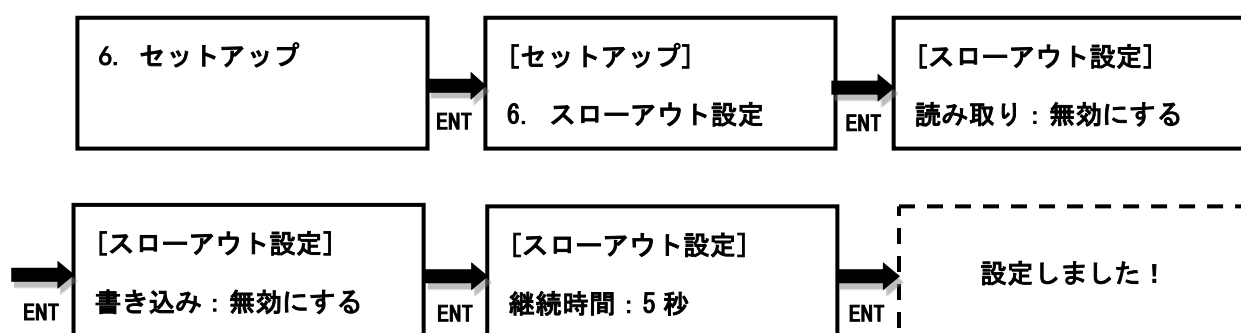 6. セットアップ
ENT
[セットアップ]
6. スローアウト設定
ENT
[スローアウト設定]
読み取り：無効にする
ENT
[スローアウト設定]
書き込み：無効にする
ENT
[スローアウト設定]
継続時間：5秒
ENT
設定しました！